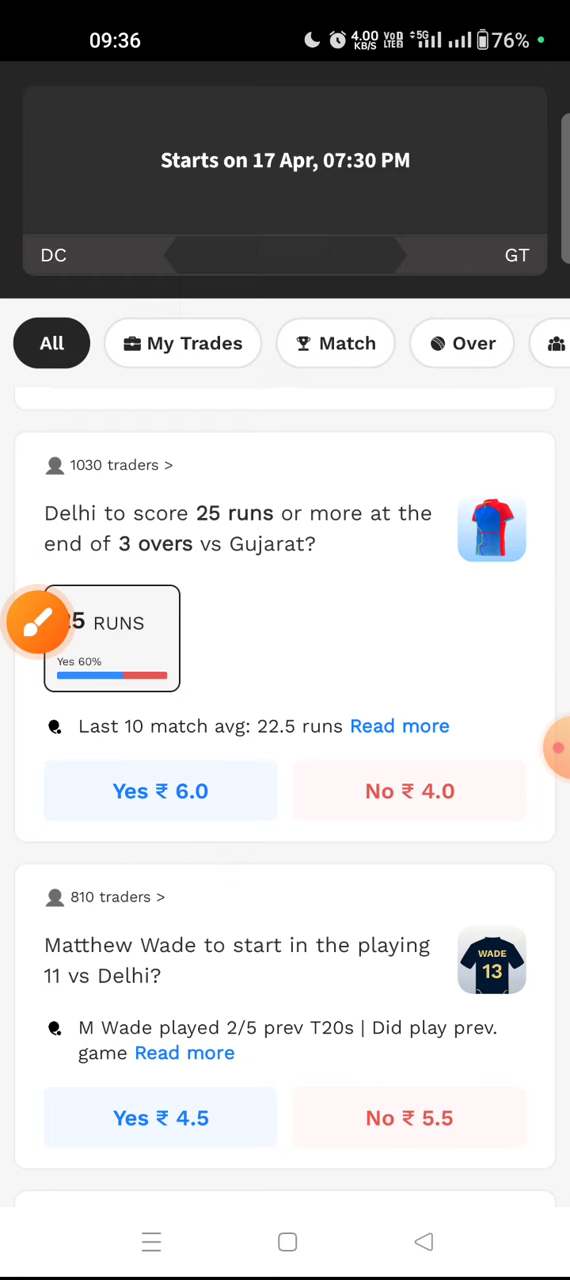 09:36
4.00 KB/S VoD LTE2 5G 76%
Starts on 17 Apr, 07:30 PM
DC GT
All My Trades Match Over
1030 traders >
Delhi to score 25 runs or more at the
end of 3 overs vs Gujarat?
5 RUNS
Yes 60%
Last 10 match avg: 22.5 runs Read more
Yes ₹ 6.0 No ₹ 4.0
810 traders >
Matthew Wade to start in the playing
11 vs Delhi?
WADE
13
M Wade played 2/5 prev T20s | Did play prev.
game Read more
Yes ₹ 4.5 No ₹ 5.5